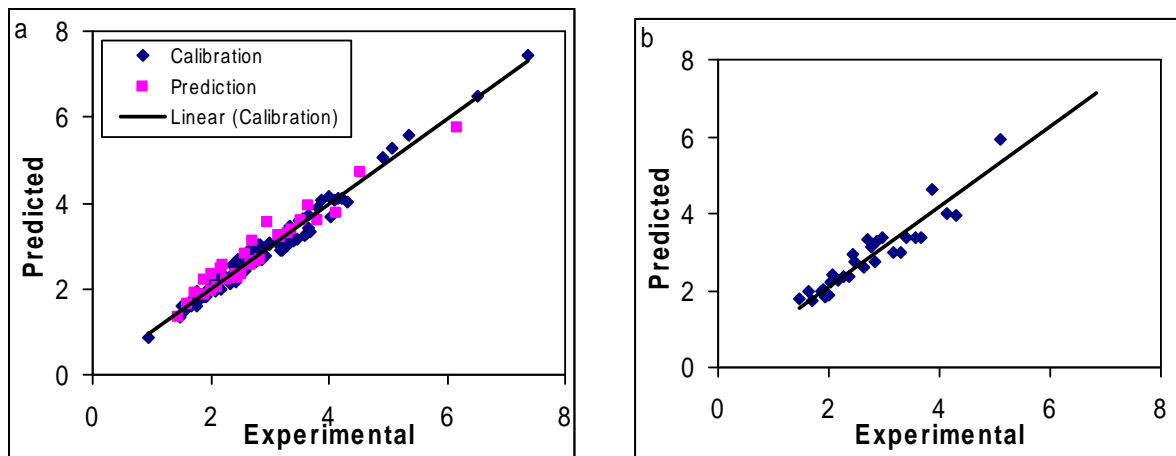 a
8
6
4
2
0
Predicted
Calibration
Prediction
Linear (Calibration)
0 2 4 6 8
Experimental
b
8
6
4
2
0
Predicted
0 2 4 6 8
Experimental